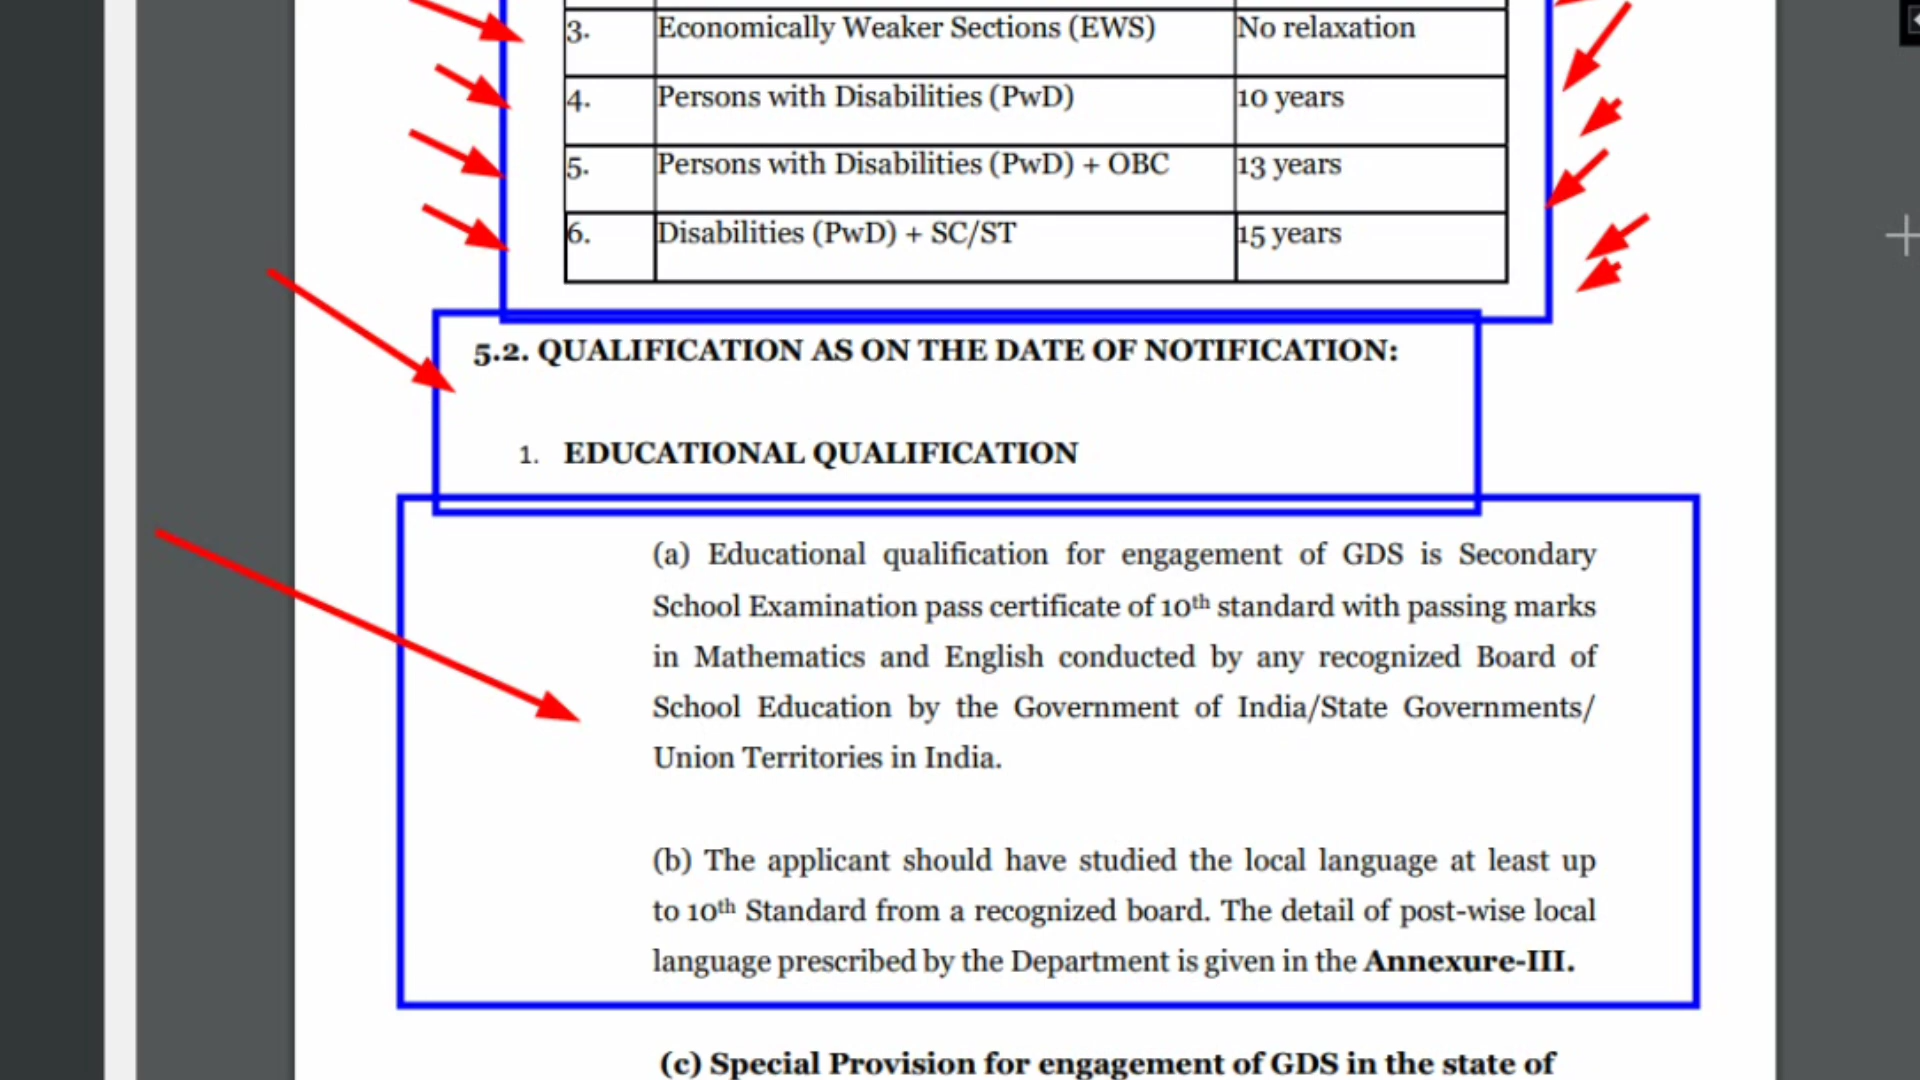 3. Economically Weaker Sections (EWS) No relaxation
4. Persons with Disabilities (PwD) 10 years
5. Persons with Disabilities (PwD) + OBC 13 years
6. Disabilities (PwD) + SC/ST 15 years
5.2. QUALIFICATION AS ON THE DATE OF NOTIFICATION:
1. EDUCATIONAL QUALIFICATION
(a) Educational qualification for engagement of GDS is Secondary
School Examination pass certificate of 10th standard with passing marks
in Mathematics and English conducted by any recognized Board of
School Education by the Government of India/State Governments/
Union Territories in India.
(b) The applicant should have studied the local language at least up
to 10th Standard from a recognized board. The detail of post-wise local
language prescribed by the Department is given in the Annexure-III.
(c) Special Provision for engagement of GDS in the state of